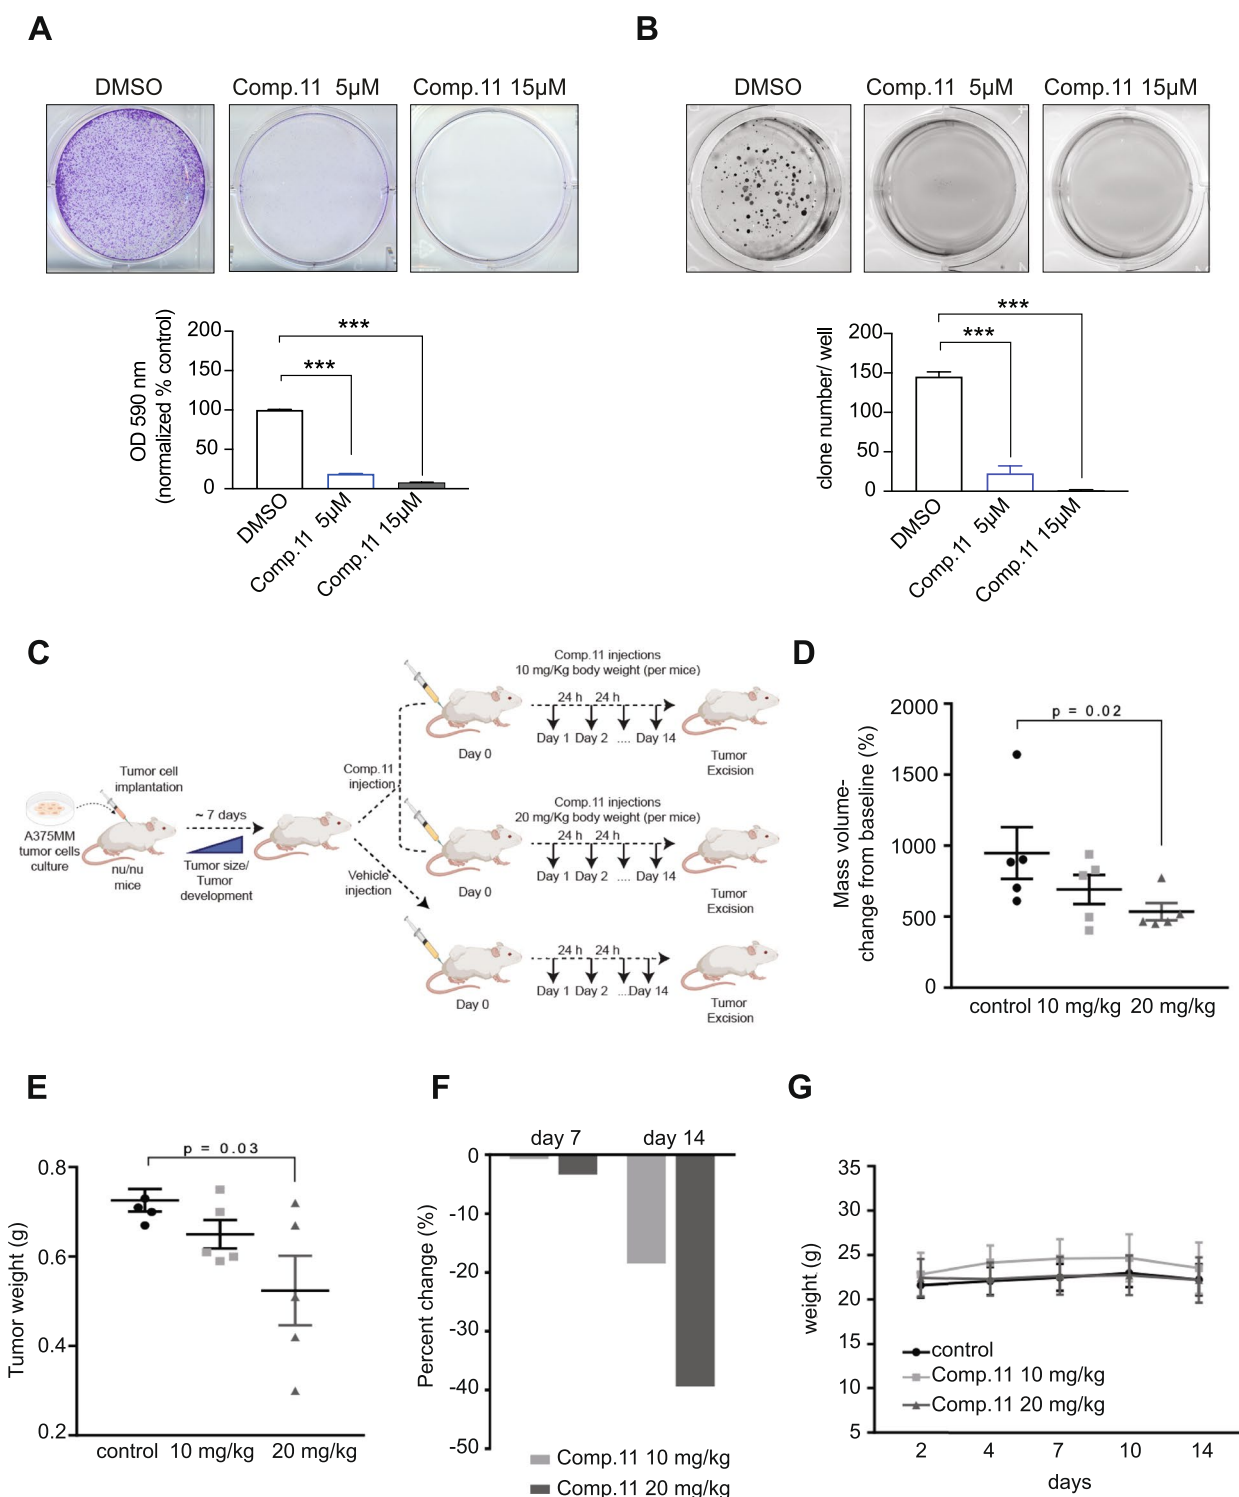 A
DMSO
Comp.11 5µM
Comp.11 15µM
OD 590 nm
(normalized % control)
200
150
100
50
0
***
***
DMSO
Comp.11 5µM
Comp.11 15µM
B
DMSO
Comp.11 5µM
Comp.11 15µM
clone number/ well
200
150
100
50
0
***
***
DMSO
Comp.11 5µM
Comp.11 15µM
C
A375MM
tumor cells
culture
Tumor cell
implantation
nu/nu
mice
~ 7 days
Tumor size/
Tumor
development
Comp.11
injection
Vehicle
injection
Comp.11 injections
10 mg/Kg body weight (per mice)
24 h 24 h
Day 0
Day 1 Day 2 .... Day 14
Tumor
Excision
Comp.11 injections
20 mg/Kg body weight (per mice)
24 h 24 h
Day 0
Day 1 Day 2 .... Day 14
Tumor
Excision
24 h 24 h
Day 0
Day 1 Day 2 ....Day 14
Tumor
Excision
D
Mass volume-
change from baseline (%)
2000
1500
1000
500
0
p = 0.02
control 10 mg/kg 20 mg/kg
E
Tumor weight (g)
0.8
0.6
0.4
0.2
p = 0.03
control 10 mg/kg 20 mg/kg
F
day 7 day 14
Percent change (%)
0
-10
-20
-30
-40
-50
Comp.11 10 mg/kg
Comp.11 20 mg/kg
G
weight (g)
35
30
25
20
15
10
5
control
Comp.11 10 mg/kg
Comp.11 20 mg/kg
2 4 7 10 14
days